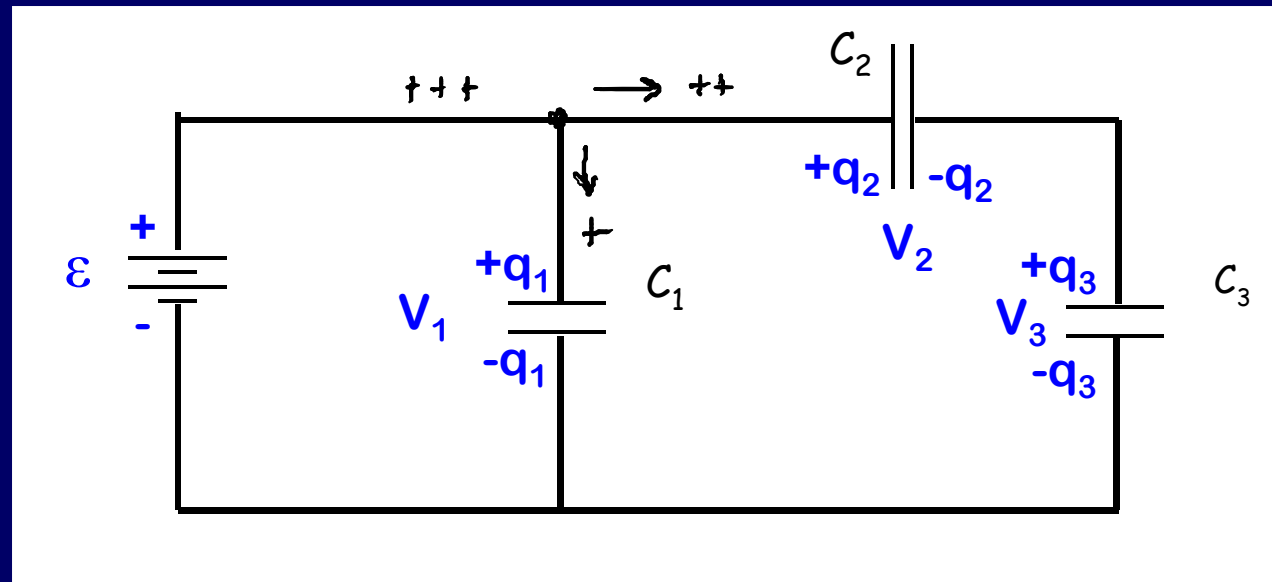 C₂
+++ → ++
+q₂ -q₂
+
ε
+
V₂
+q₁ C₁
+q₃ C₃
V₁
V₃
-
-q₁
-q₃